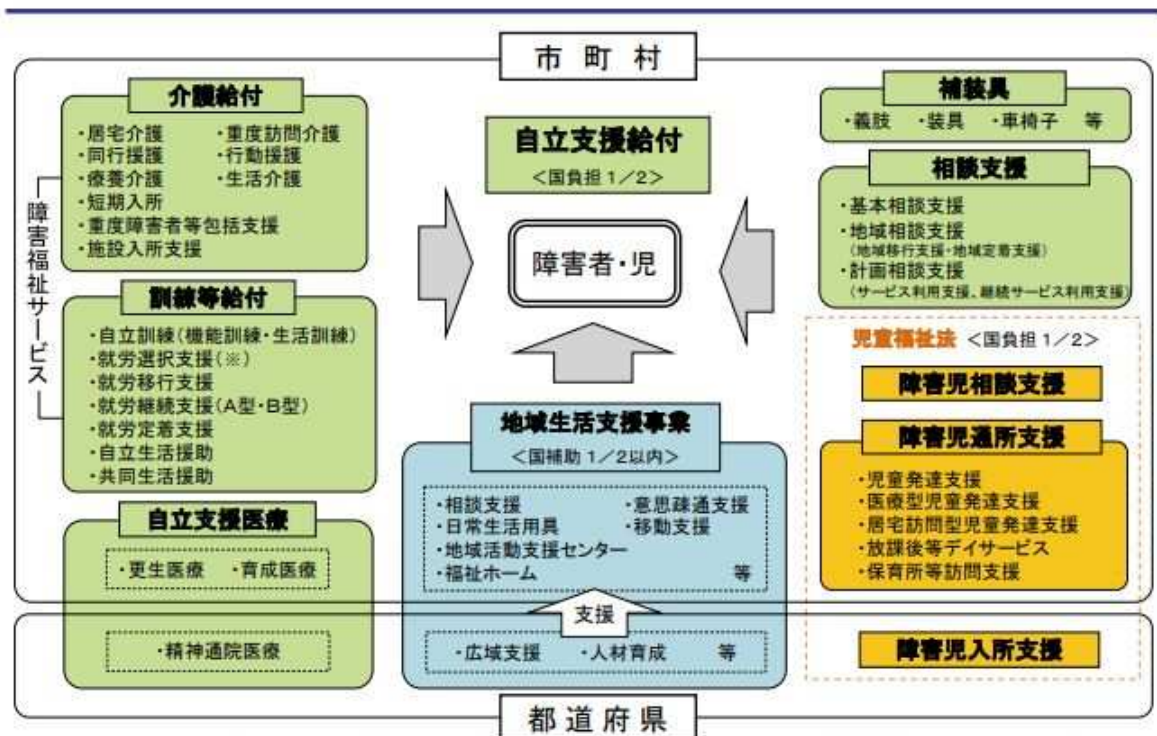 市町村
介護給付
・居宅介護 ・重度訪問介護
・同行援護 ・行動援護
・療養介護 ・生活介護
・短期入所
・重度障害者等包括支援
・施設入所支援
障害福祉サービス
訓練等給付
・自立訓練(機能訓練・生活訓練)
・就労選択支援(※)
・就労移行支援
・就労継続支援(A型・B型)
・就労定着支援
・自立生活援助
・共同生活援助
自立支援医療
・更生医療 ・育成医療
・精神通院医療
自立支援給付
<国負担 1/2>
障害者・児
地域生活支援事業
<国補助 1/2以内>
・相談支援 ・意思疎通支援
・日常生活用具 ・移動支援
・地域活動支援センター
・福祉ホーム 等
支援
・広域支援 ・人材育成 等
補装具
・義肢 ・装具 ・車椅子 等
相談支援
・基本相談支援
・地域相談支援
(地域移行支援・地域定着支援)
・計画相談支援
(サービス利用支援、継続サービス利用支援)
児童福祉法 <国負担 1/2>
障害児相談支援
障害児通所支援
・児童発達支援
・医療型児童発達支援
・居宅訪問型児童発達支援
・放課後等デイサービス
・保育所等訪問支援
障害児入所支援
都道府県